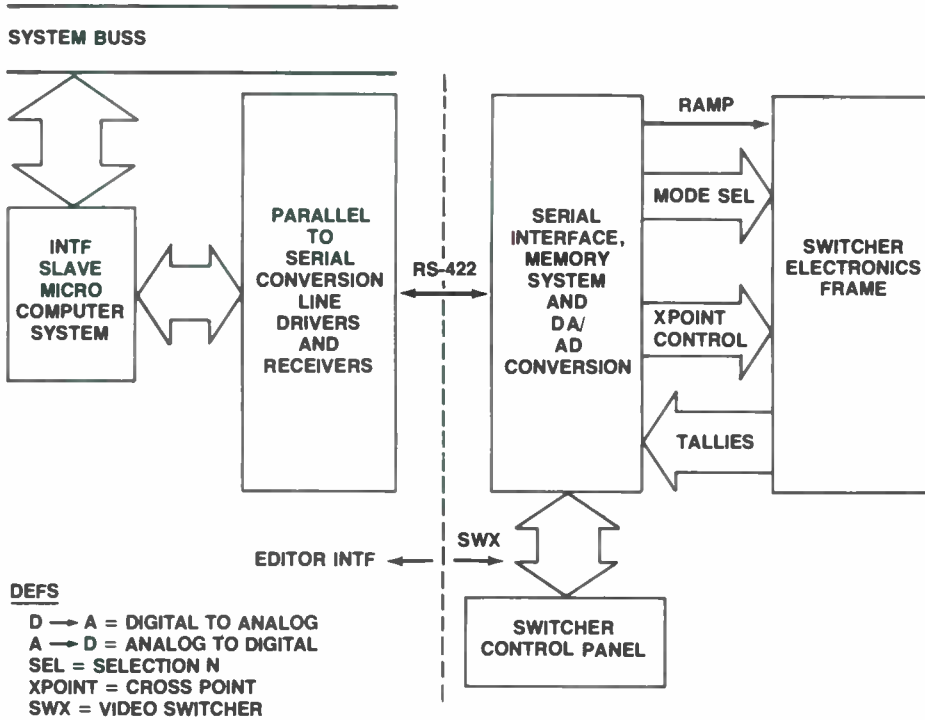 SYSTEM BUSS
INTF
SLAVE
MICRO
COMPUTER
SYSTEM
PARALLEL
TO
SERIAL
CONVERSION
LINE
DRIVERS
AND
RECEIVERS
RS-422
SERIAL
INTERFACE,
MEMORY
SYSTEM
AND
DA/
AD
CONVERSION
RAMP
MODE SEL
XPOINT
CONTROL
TALLIES
SWITCHER
ELECTRONICS
FRAME
EDITOR INTF
SWX
SWITCHER
CONTROL PANEL
DEFS
D → A = DIGITAL TO ANALOG
A → D = ANALOG TO DIGITAL
SEL = SELECTION N
XPOINT = CROSS POINT
SWX = VIDEO SWITCHER